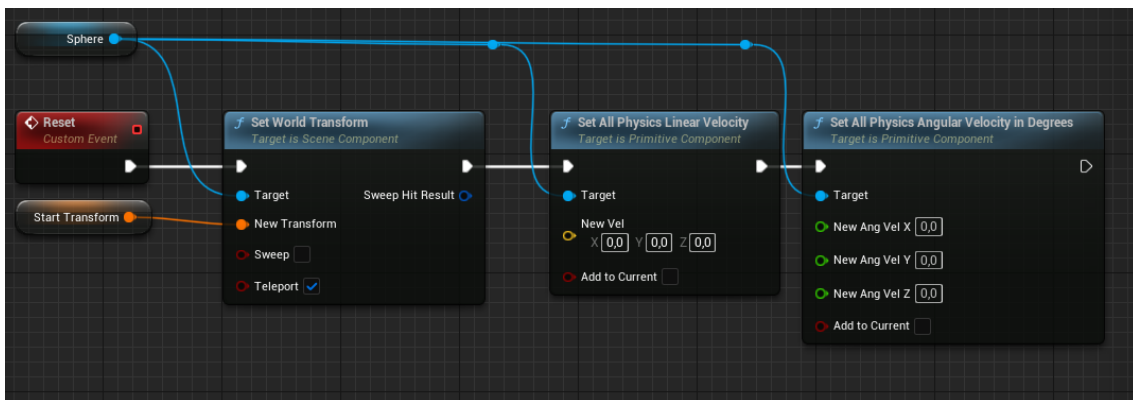 Sphere
Reset
Custom Event
Start Transform
f Set World Transform
Target is Scene Component
Target
Sweep Hit Result
New Transform
Sweep
Teleport
f Set All Physics Linear Velocity
Target is Primitive Component
Target
New Vel
X 0,0 Y 0,0 Z 0,0
Add to Current
f Set All Physics Angular Velocity in Degrees
Target is Primitive Component
Target
New Ang Vel X 0,0
New Ang Vel Y 0,0
New Ang Vel Z 0,0
Add to Current